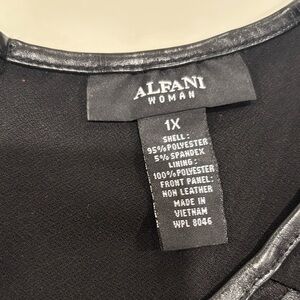 ALFANI
WOMAN
1X
SHELL:
95%POLYESTER
5% SPANDEX
LINING:
100%POLYESTER
FRONT PANEL:
NON LEATHER
MADE IN
VIETNAM
WPL 8046